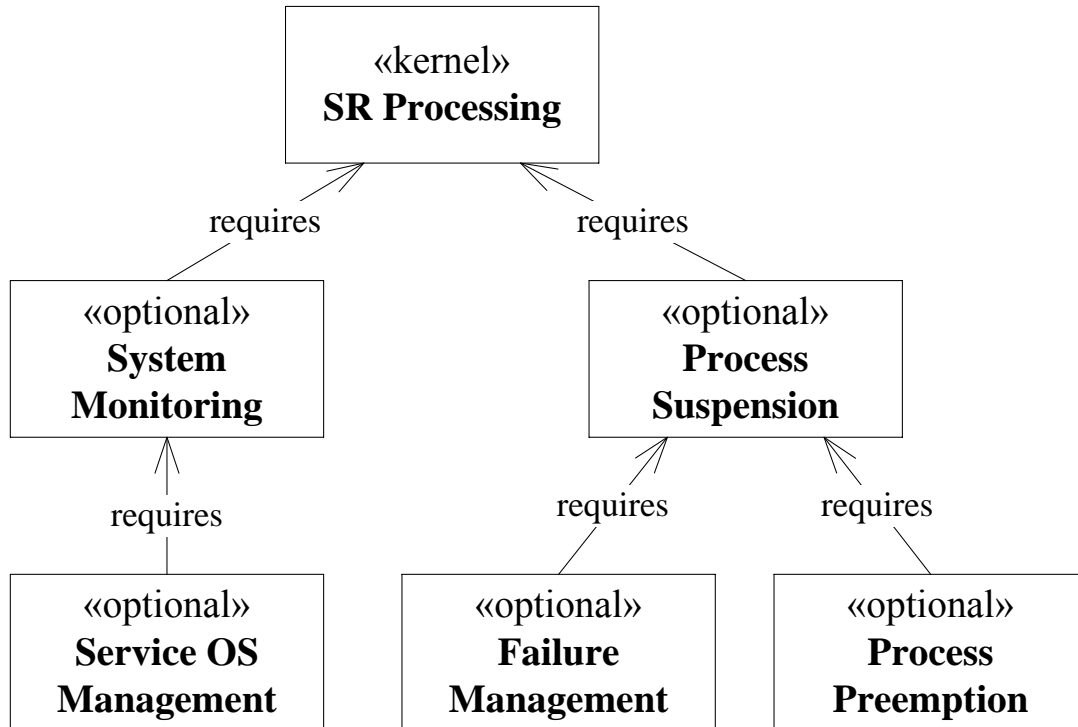 «kernel»
SR Processing
requires
requires
«optional»
System
Monitoring
«optional»
Process
Suspension
requires
requires
requires
«optional»
Service OS
Management
«optional»
Failure
Management
«optional»
Process
Preemption